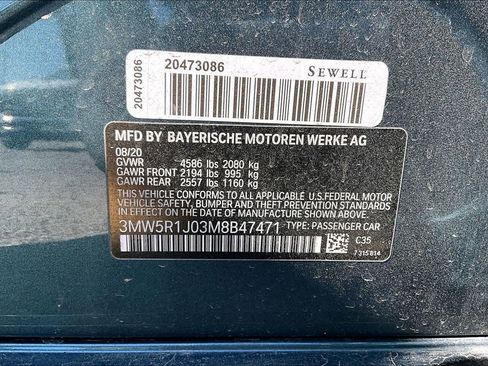 20473086
20473086
SEWELL
MFD BY BAYERISCHE MOTOREN WERKE AG
08/20
GVWR 4586 lbs 2080 kg
GAWR FRONT 2194 lbs 995 kg
GAWR REAR 2557 lbs 1160 kg
THIS VEHICLE CONFORMS TO ALL APPLICABLE U.S.FEDERAL MOTOR
VEHICLE SAFETY, BUMPER, AND THEFT PREVENTION
STANDARDS IN EFFECT ON THE DATE OF MANUFACTURE SHOWN ABOVE.
3MW5R1J03M8B47471 TYPE: PASSENGER CAR
C35
7 315 814